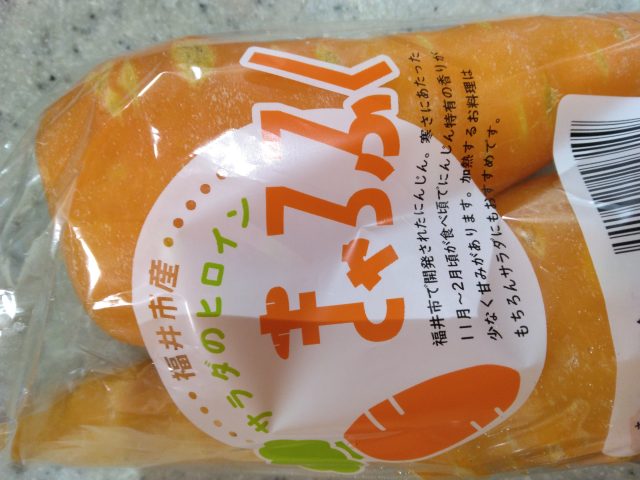 福井市産
サラダのヒロイン
きゃろふく
福井市で開発されたにんじん。寒さにあたった
11月〜2月頃が食べ頃でにんじん特有の香りが
少なく甘みがあります。加熱するお料理は
もちろんサラダにもおすすめです。